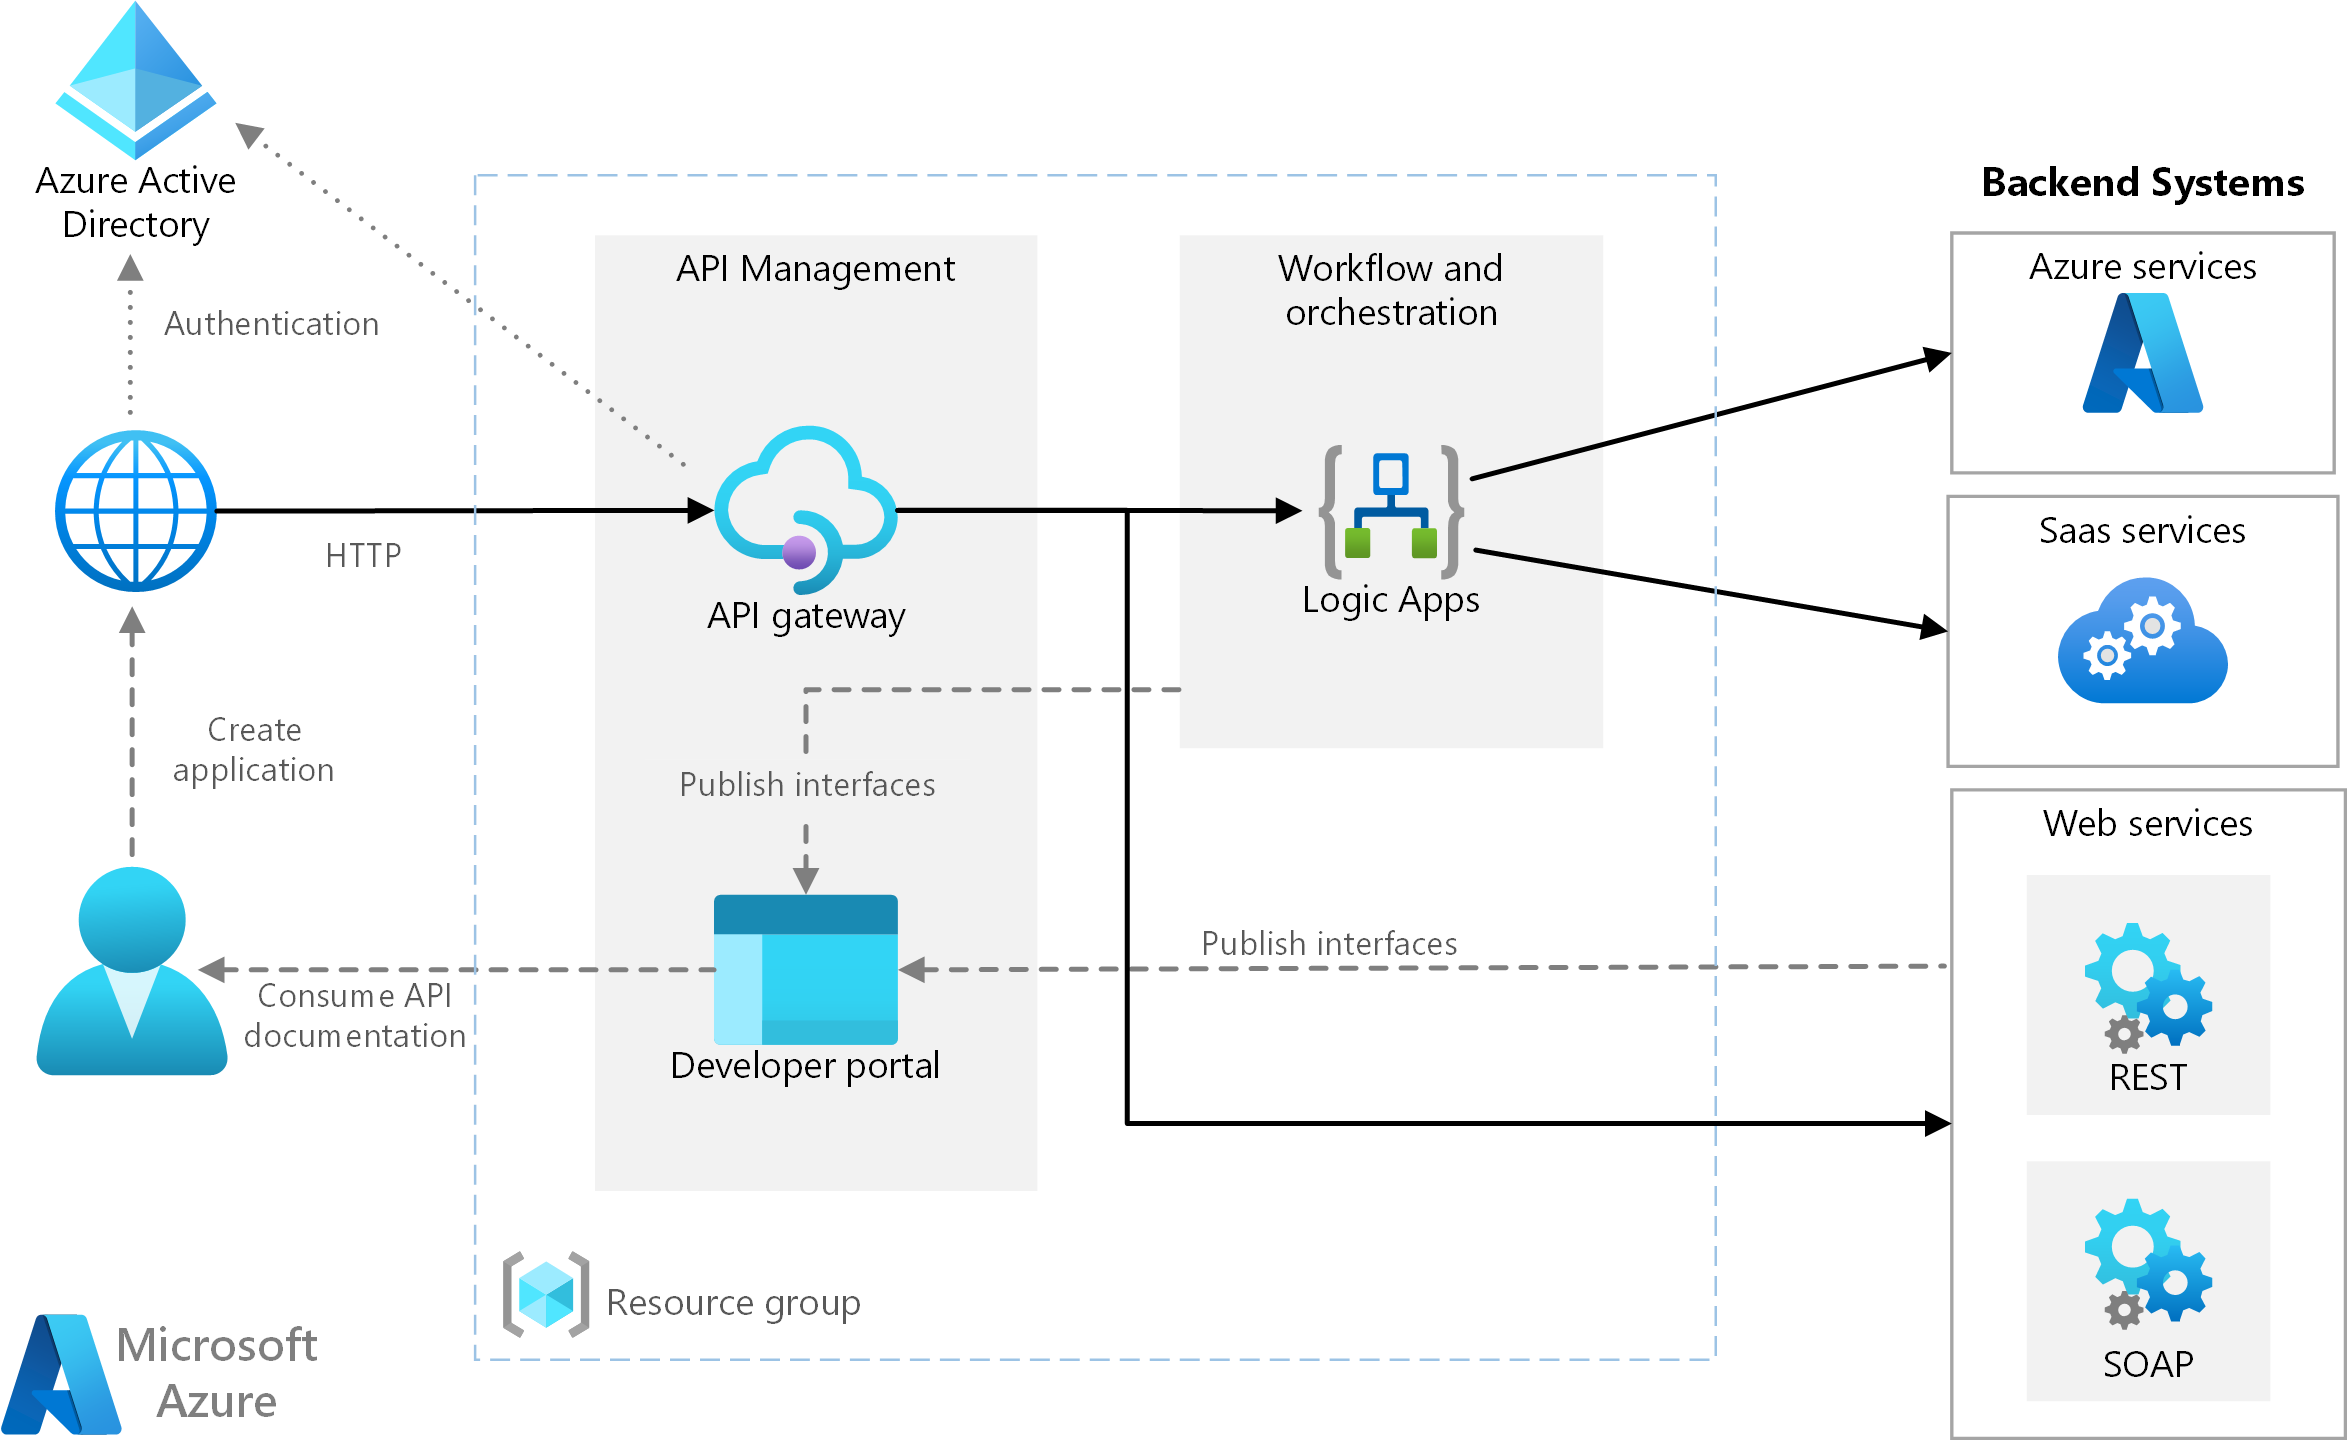 Azure Active
Directory
Authentication
HTTP
Create
application
Consume API
documentation
API Management
API gateway
Publish interfaces
Developer portal
Workflow and
orchestration
Logic Apps
Publish interfaces
Resource group
Backend Systems
Azure services
Saas services
Web services
REST
SOAP
Microsoft
Azure